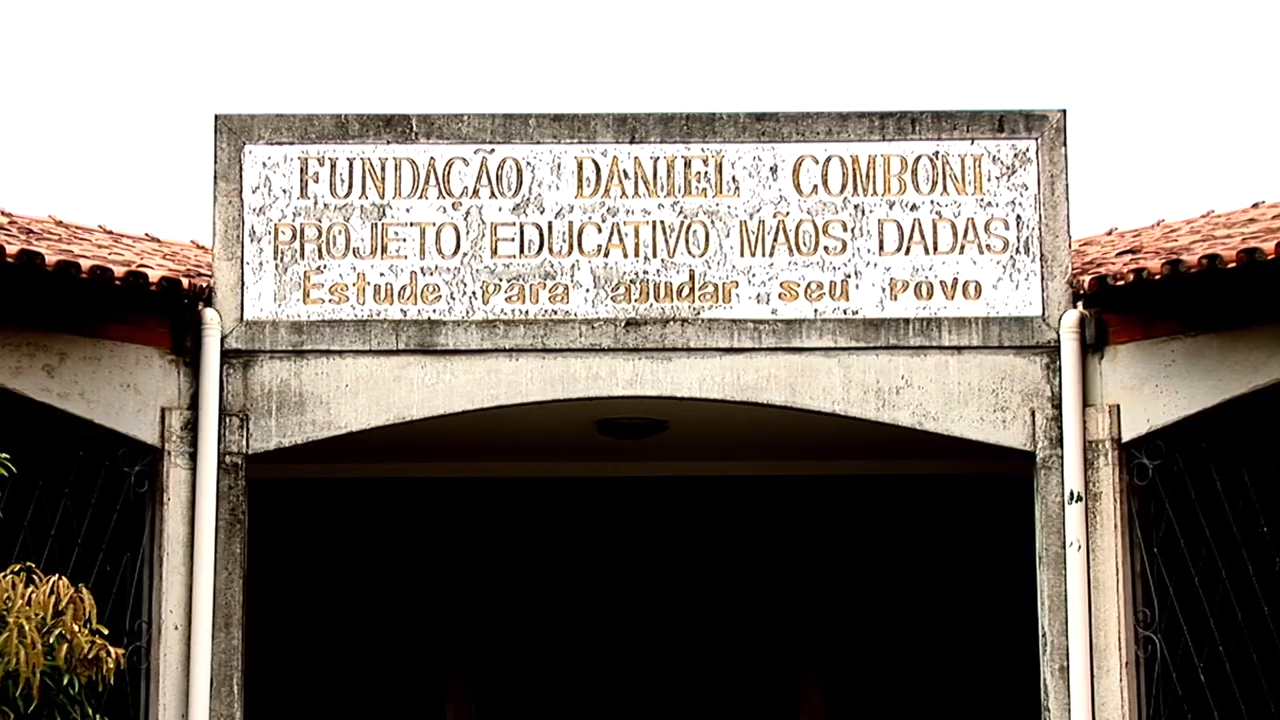 FUNDAÇÃO DANIEL COMBONI
PROJETO EDUCATIVO MÃOS DADAS
Estude para ajudar seu povo